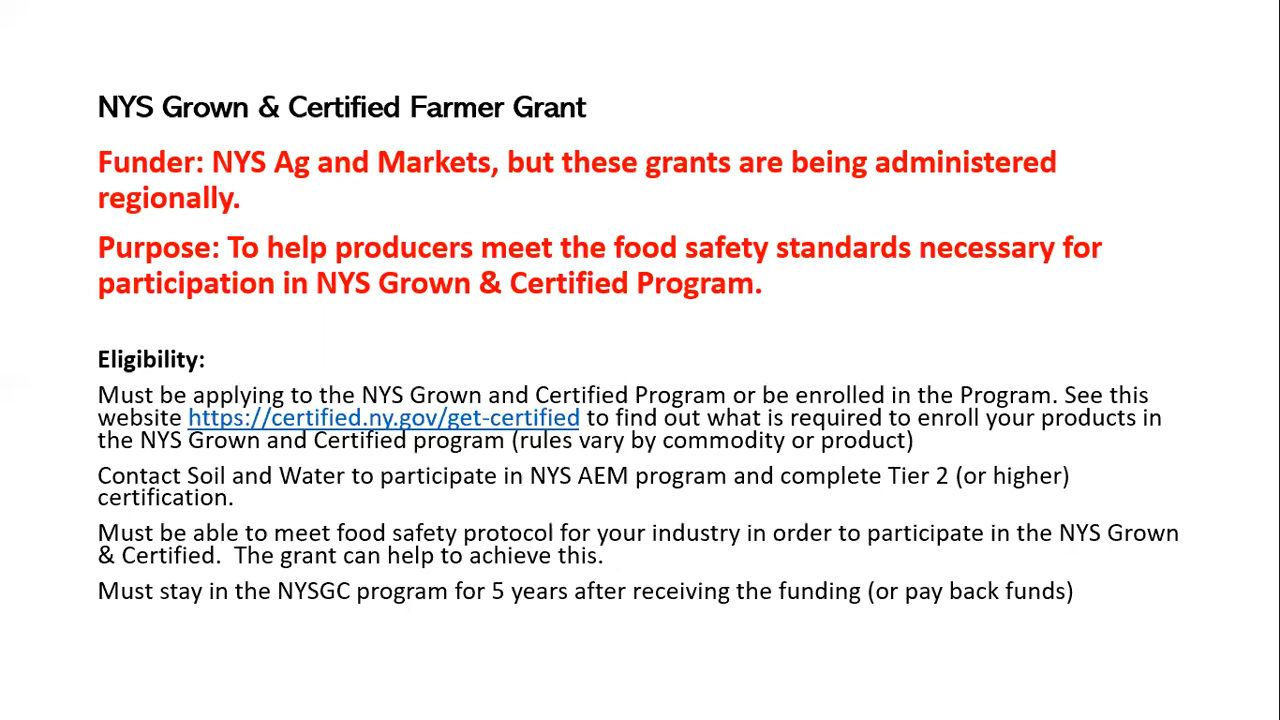 NYS Grown & Certified Farmer Grant
Funder: NYS Ag and Markets, but these grants are being administered
regionally.
Purpose: To help producers meet the food safety standards necessary for
participation in NYS Grown & Certified Program.
Eligibility:
Must be applying to the NYS Grown and Certified Program or be enrolled in the Program. See this
website https://certified.ny.gov/get-certified to find out what is required to enroll your products in
the NYS Grown and Certified program (rules vary by commodity or product)
Contact Soil and Water to participate in NYS AEM program and complete Tier 2 (or higher)
certification.
Must be able to meet food safety protocol for your industry in order to participate in the NYS Grown
& Certified.  The grant can help to achieve this.
Must stay in the NYSGC program for 5 years after receiving the funding (or pay back funds)